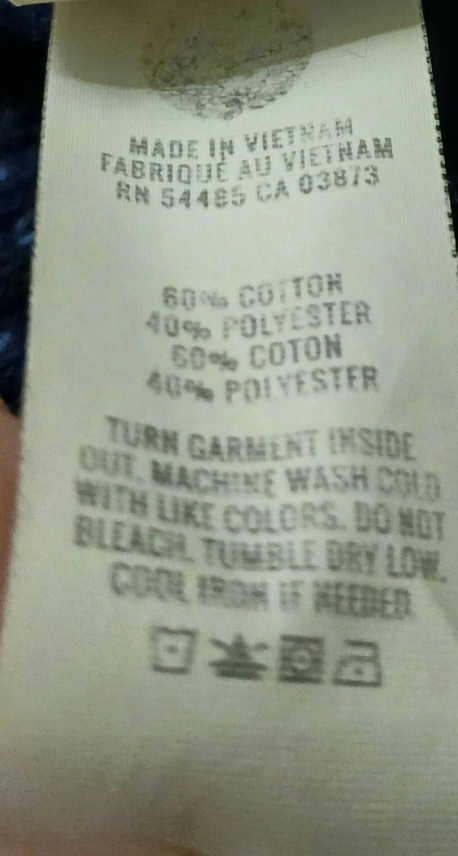 MADE IN VIETNAM
FABRIQUÉ AU VIETNAM
RN 54485 CA 03873
60% COTTON
40% POLYESTER
60% COTON
40% POLYESTER
TURN GARMENT INSIDE
OUT. MACHINE WASH COLD
WITH LIKE COLORS. DO NOT
BLEACH. TUMBLE DRY LOW.
COOL IRON IF NEEDED.